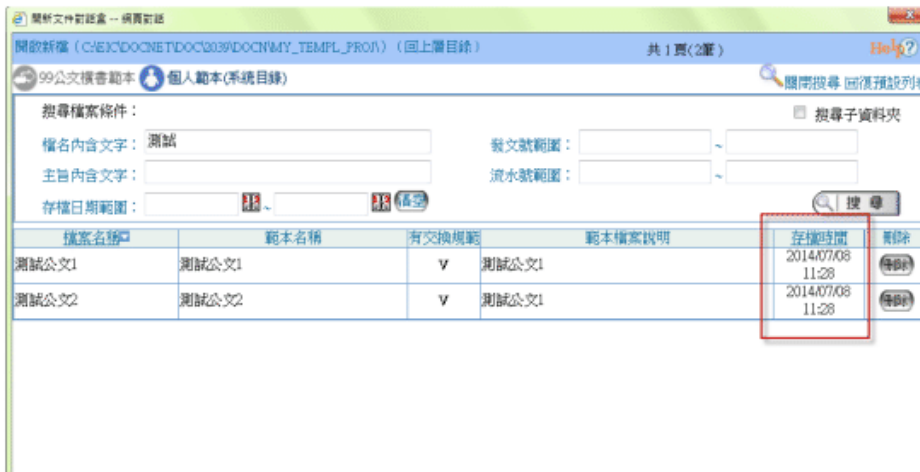 開新文件對話盒 -- 網頁對話
開啟新檔 ( C:\EIC\DOCNET\DOC\2039\DOCN\MY_TEMPL_PROJ\ ) (回上層目錄) 共 1 頁(2筆) Help?
99公文橫書範本 個人範本(系統目錄) 關閉搜尋 回復預設列
搜尋檔案條件： 搜尋子資料夾
檔名內含文字： 測試 發文號範圍： ~
主旨內含文字： 流水號範圍： ~
存檔日期範圍： ~ 清空 搜 尋
檔案名稱 範本名稱 有交換規範 範本檔案說明 存檔時間 刪除
測試公文1 測試公文1 V 測試公文1 2014/07/08 11:28 刪除
測試公文2 測試公文2 V 測試公文1 2014/07/08 11:28 刪除